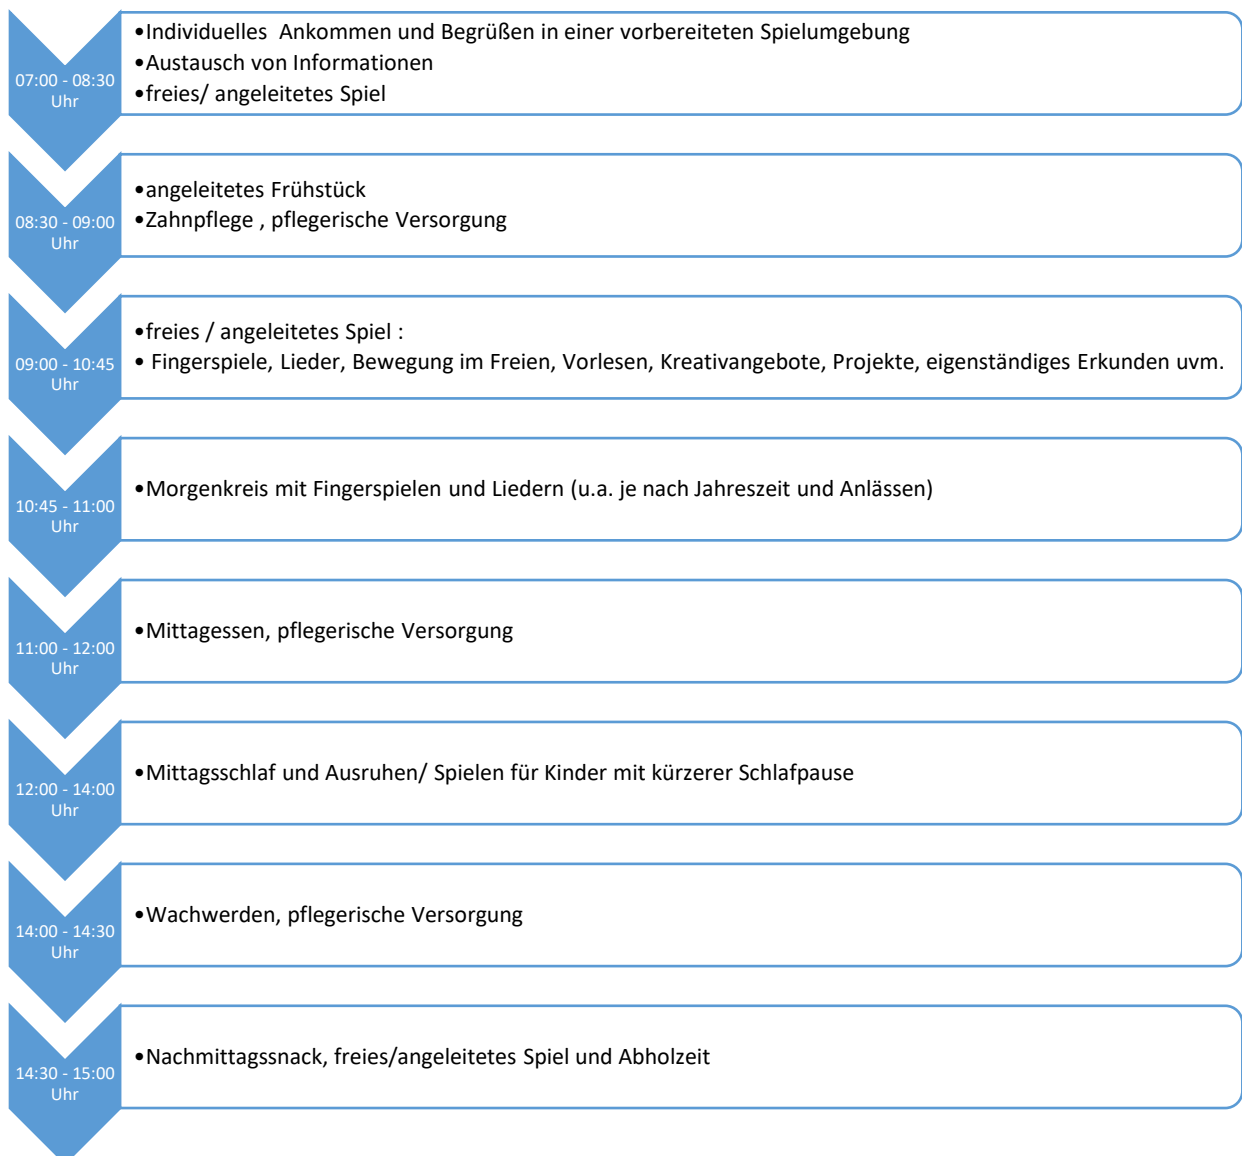 07:00 - 08:30
Uhr
•Individuelles  Ankommen und Begrüßen in einer vorbereiteten Spielumgebung
•Austausch von Informationen
•freies/ angeleitetes Spiel
08:30 - 09:00
Uhr
•angeleitetes Frühstück
•Zahnpflege , pflegerische Versorgung
09:00 - 10:45
Uhr
•freies / angeleitetes Spiel :
• Fingerspiele, Lieder, Bewegung im Freien, Vorlesen, Kreativangebote, Projekte, eigenständiges Erkunden uvm.
10:45 - 11:00
Uhr
•Morgenkreis mit Fingerspielen und Liedern (u.a. je nach Jahreszeit und Anlässen)
11:00 - 12:00
Uhr
•Mittagessen, pflegerische Versorgung
12:00 - 14:00
Uhr
•Mittagsschlaf und Ausruhen/ Spielen für Kinder mit kürzerer Schlafpause
14:00 - 14:30
Uhr
•Wachwerden, pflegerische Versorgung
14:30 - 15:00
Uhr
•Nachmittagssnack, freies/angeleitetes Spiel und Abholzeit